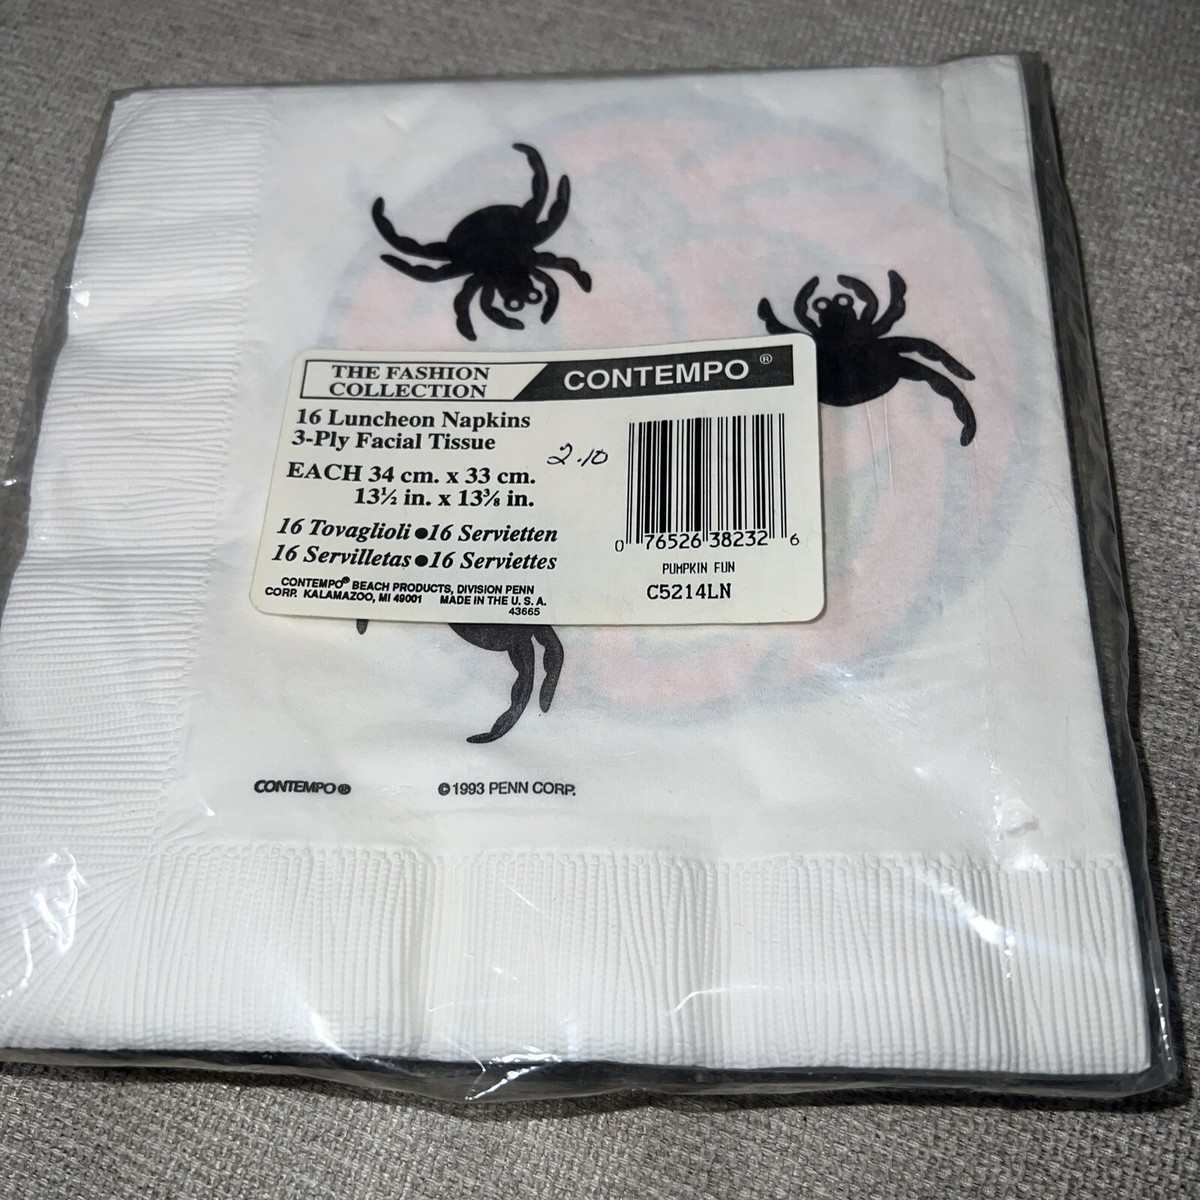 THE FASHION
COLLECTION
CONTEMPO ®
16 Luncheon Napkins
3-Ply Facial Tissue
2.10
EACH 34 cm. x 33 cm.
13½ in. x 13⅜ in.
16 Tovaglioli ● 16 Servietten
16 Servilletas ● 16 Serviettes
CONTEMPO® BEACH PRODUCTS, DIVISION PENN
CORP. KALAMAZOO, MI 49001 MADE IN THE U. S. A.
43665
0 76526 38232 6
PUMPKIN FUN
C5214LN
CONTEMPO®
©1993 PENN CORP.